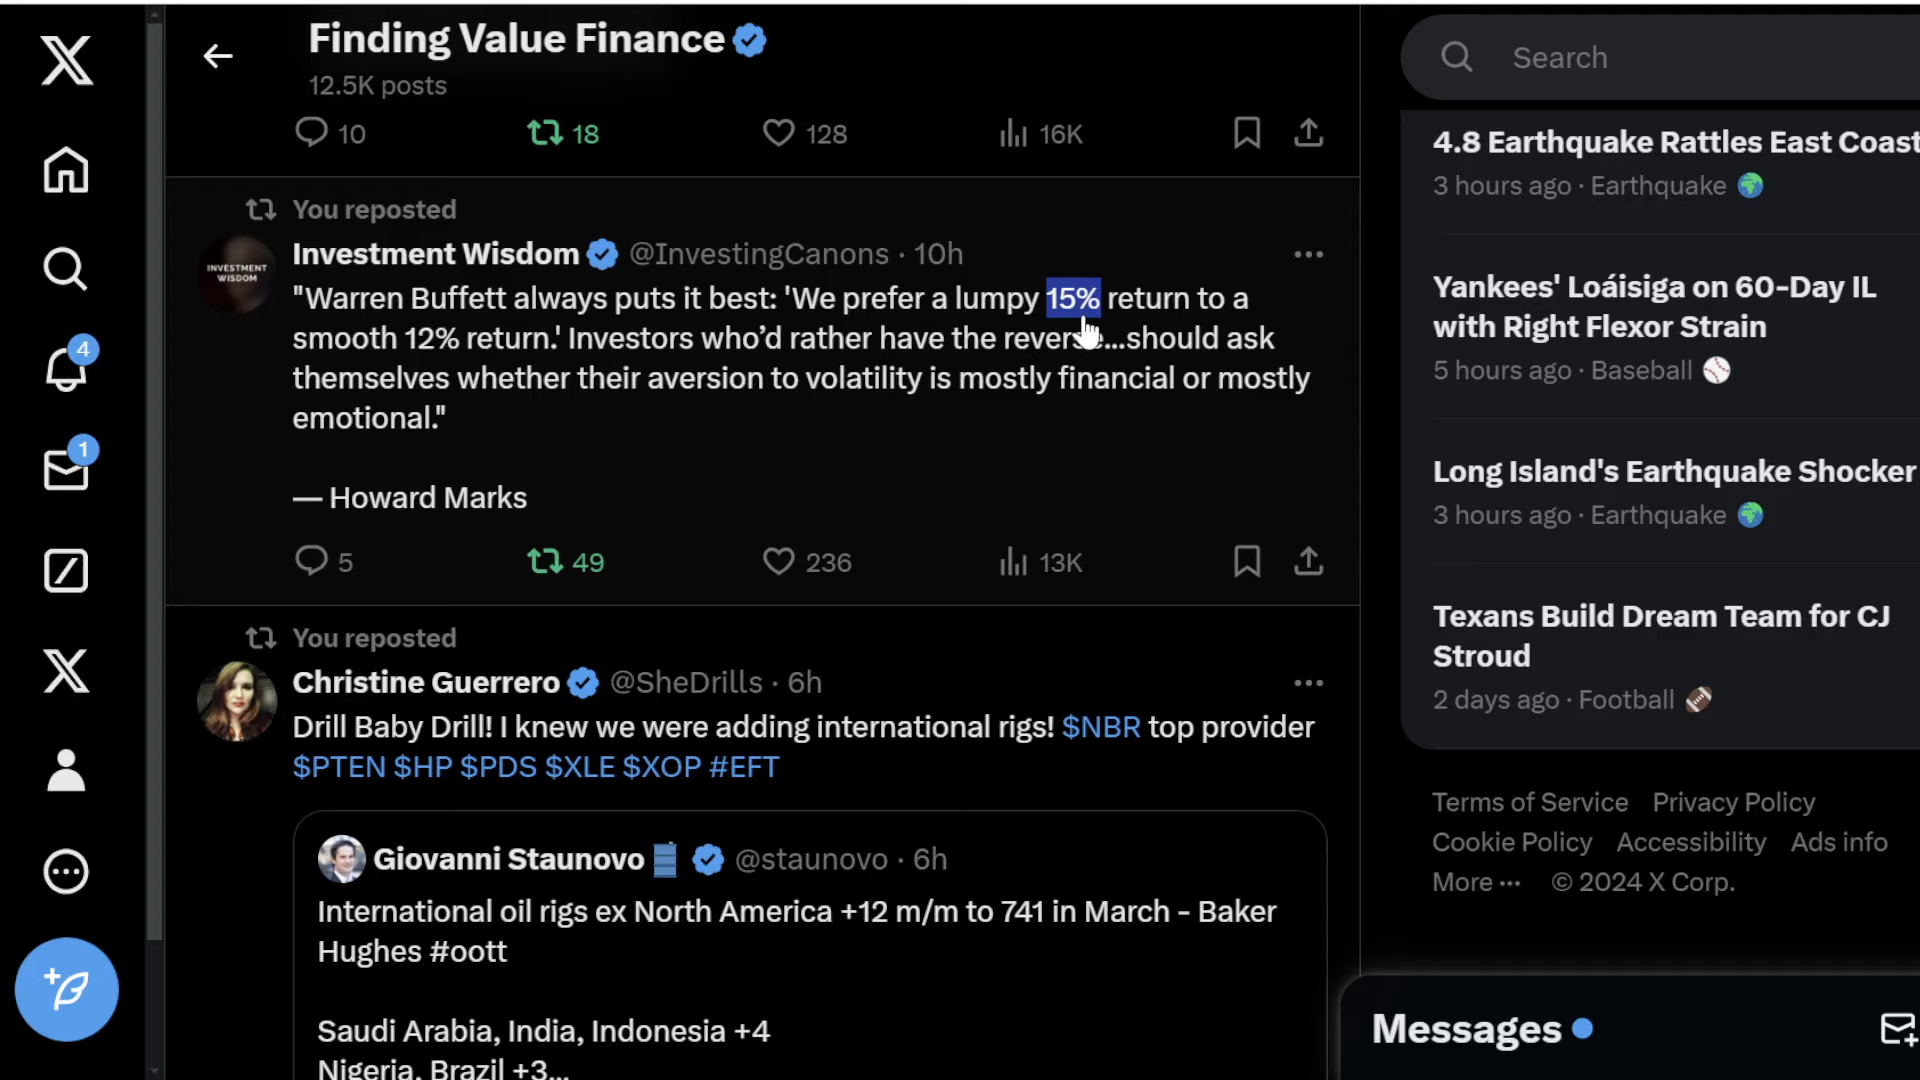 Finding Value Finance
12.5K posts
10 18 128 16K
You reposted
INVESTMENT
WISDOM
Investment Wisdom @InvestingCanons · 10h
"Warren Buffett always puts it best: 'We prefer a lumpy 15% return to a
smooth 12% return.' Investors who’d rather have the reverse...should ask
themselves whether their aversion to volatility is mostly financial or mostly
emotional."
— Howard Marks
5 49 236 13K
You reposted
Christine Guerrero @SheDrills · 6h
Drill Baby Drill! I knew we were adding international rigs! $NBR top provider
$PTEN $HP $PDS $XLE $XOP #EFT
Giovanni Staunovo @staunovo · 6h
International oil rigs ex North America +12 m/m to 741 in March - Baker
Hughes #oott
Saudi Arabia, India, Indonesia +4
Nigeria, Brazil +3...
4
1
Search
4.8 Earthquake Rattles East Coast
3 hours ago · Earthquake
Yankees' Loáisiga on 60-Day IL
with Right Flexor Strain
5 hours ago · Baseball
Long Island's Earthquake Shocker
3 hours ago · Earthquake
Texans Build Dream Team for CJ
Stroud
2 days ago · Football
Terms of Service Privacy Policy
Cookie Policy Accessibility Ads info
More ··· © 2024 X Corp.
Messages